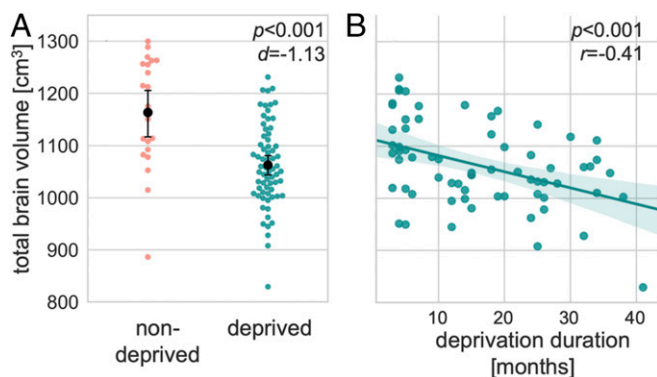 A
p<0.001
d=-1.13
total brain volume [cm³]
1300
1200
1100
1000
900
800
non-
deprived
deprived
B
p<0.001
r=-0.41
10
20
30
40
deprivation duration
[months]